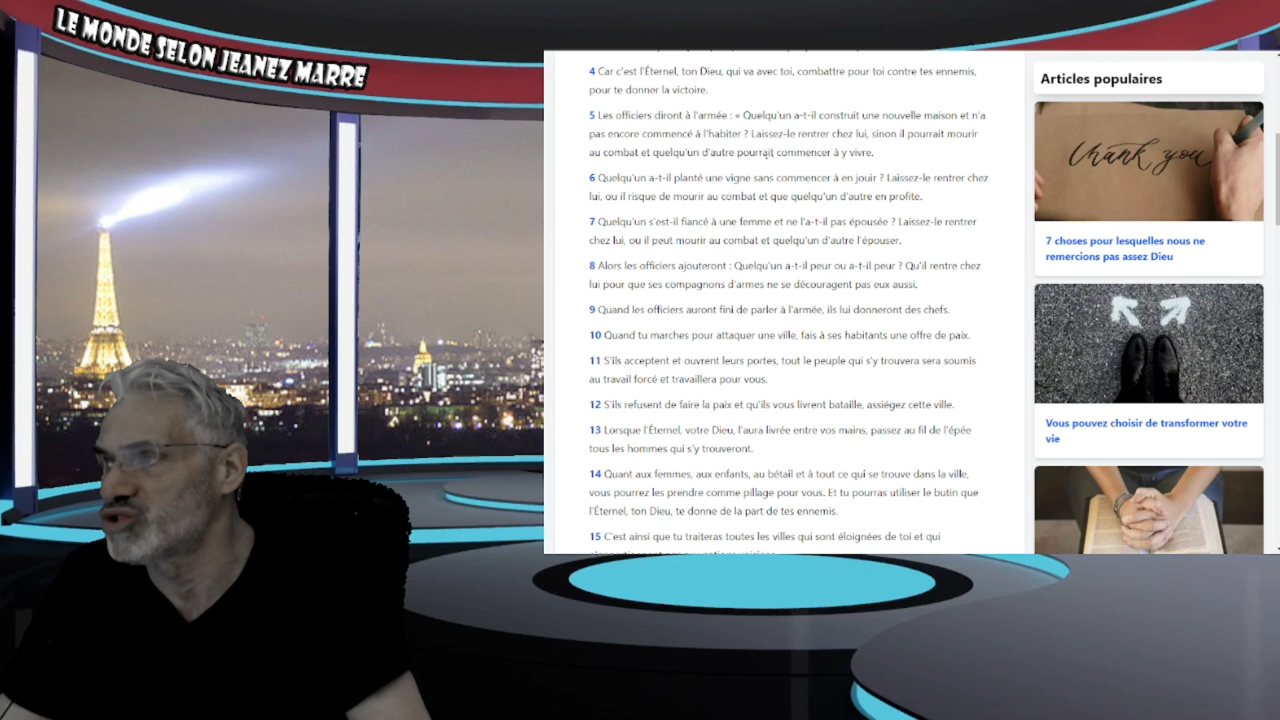 LE MONDE SELON JEANEZ MARRE
4 Car c'est l'Éternel, ton Dieu, qui va avec toi, combattre pour toi contre tes ennemis,
pour te donner la victoire.
5 Les officiers diront à l'armée : « Quelqu'un a-t-il construit une nouvelle maison et n'a
pas encore commencé à l'habiter ? Laissez-le rentrer chez lui, sinon il pourrait mourir
au combat et quelqu'un d'autre pourrait commencer à y vivre.
6 Quelqu'un a-t-il planté une vigne sans commencer à en jouir ? Laissez-le rentrer chez
lui, ou il risque de mourir au combat et que quelqu'un d'autre en profite.
7 Quelqu'un s'est-il fiancé à une femme et ne l'a-t-il pas épousée ? Laissez-le rentrer
chez lui, ou il peut mourir au combat et quelqu'un d'autre l'épouser.
8 Alors les officiers ajouteront : Quelqu'un a-t-il peur ou a-t-il peur ? Qu'il rentre chez
lui pour que ses compagnons d'armes ne se découragent pas eux aussi.
9 Quand les officiers auront fini de parler à l'armée, ils lui donneront des chefs.
10 Quand tu marches pour attaquer une ville, fais à ses habitants une offre de paix.
11 S'ils acceptent et ouvrent leurs portes, tout le peuple qui s'y trouvera sera soumis
au travail forcé et travaillera pour vous.
12 S'ils refusent de faire la paix et qu'ils vous livrent bataille, assiégez cette ville.
13 Lorsque l'Éternel, votre Dieu, l'aura livrée entre vos mains, passez au fil de l'épée
tous les hommes qui s'y trouveront.
14 Quant aux femmes, aux enfants, au bétail et à tout ce qui se trouve dans la ville,
vous pourrez les prendre comme pillage pour vous. Et tu pourras utiliser le butin que
l'Éternel, ton Dieu, te donne de la part de tes ennemis.
15 C'est ainsi que tu traiteras toutes les villes qui sont éloignées de toi et qui
Articles populaires
thank you
7 choses pour lesquelles nous ne
remercions pas assez Dieu
Vous pouvez choisir de transformer votre
vie